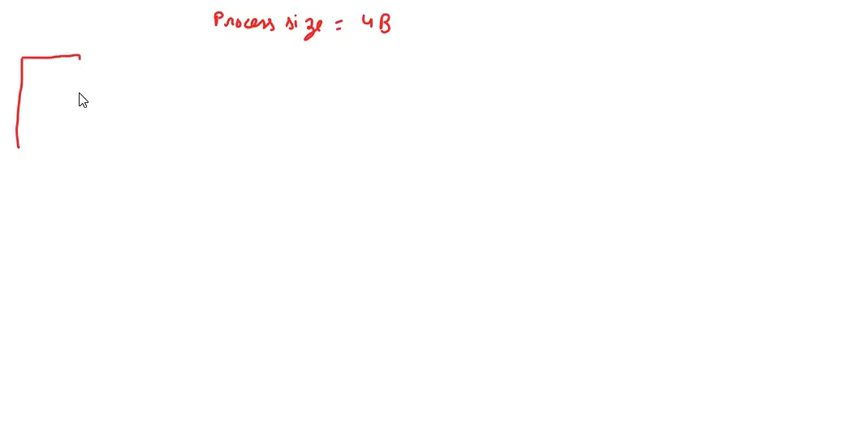 Process size = 4B